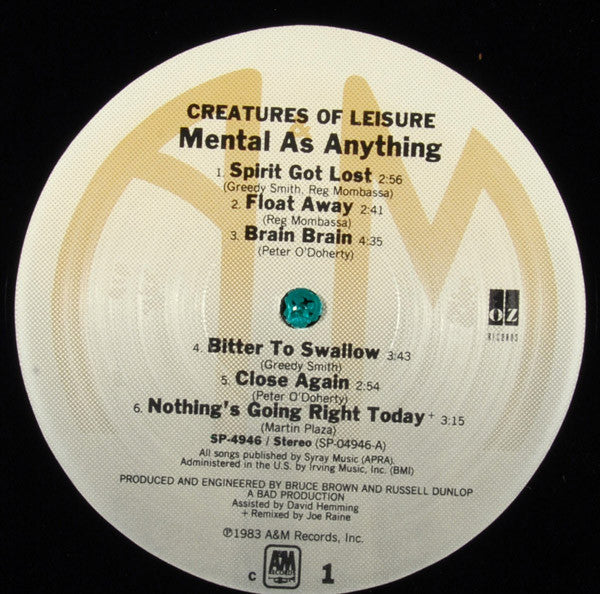 CREATURES OF LEISURE
Mental As Anything
1. Spirit Got Lost 2:56
(Greedy Smith, Reg Mombassa)
2. Float Away 2:41
(Reg Mombassa)
3. Brain Brain 4:35
(Peter O'Doherty)
OZ
RECORDS
4. Bitter To Swallow 3:43
(Greedy Smith)
5. Close Again 2:54
(Peter O'Doherty)
6. Nothing's Going Right Today + 3:15
(Martin Plaza)
SP-4946 / Stereo (SP-04946-A)
All songs published by Syray Music (APRA).
Administered in the U.S. by Irving Music, Inc. (BMI)
PRODUCED AND ENGINEERED BY BRUCE BROWN AND RUSSELL DUNLOP
A BAD PRODUCTION
Assisted by David Hemming
+ Remixed by Joe Raine
℗1983 A&M Records, Inc.
C A&M RECORDS 1